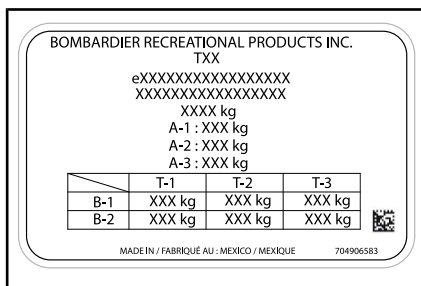 BOMBARDIER RECREATIONAL PRODUCTS INC.
TXX
eXXXXXXXXXXXXXXXXX
XXXXXXXXXXXXXXXXX
XXXX kg
A-1 : XXX kg
A-2 : XXX kg
A-3 : XXX kg
T-1 T-2 T-3
B-1 XXX kg XXX kg XXX kg
B-2 XXX kg XXX kg XXX kg
MADE IN / FABRIQUÉ AU : MEXICO / MEXIQUE 704906583